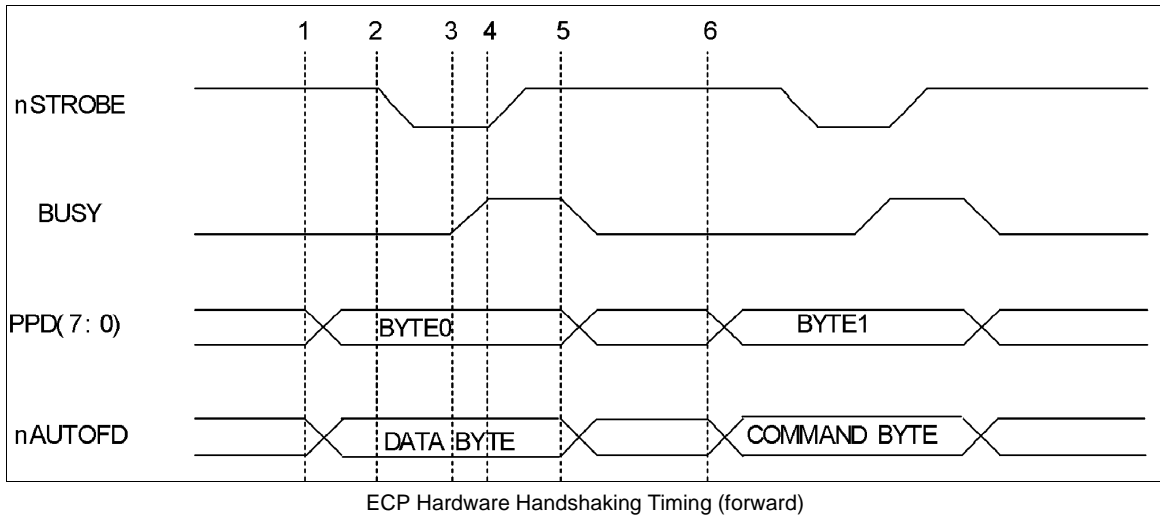 1 2 3 4 5 6
nSTROBE
BUSY
PPD(7:0) BYTE0 BYTE1
nAUTOFD DATA BYTE COMMAND BYTE
ECP Hardware Handshaking Timing (forward)